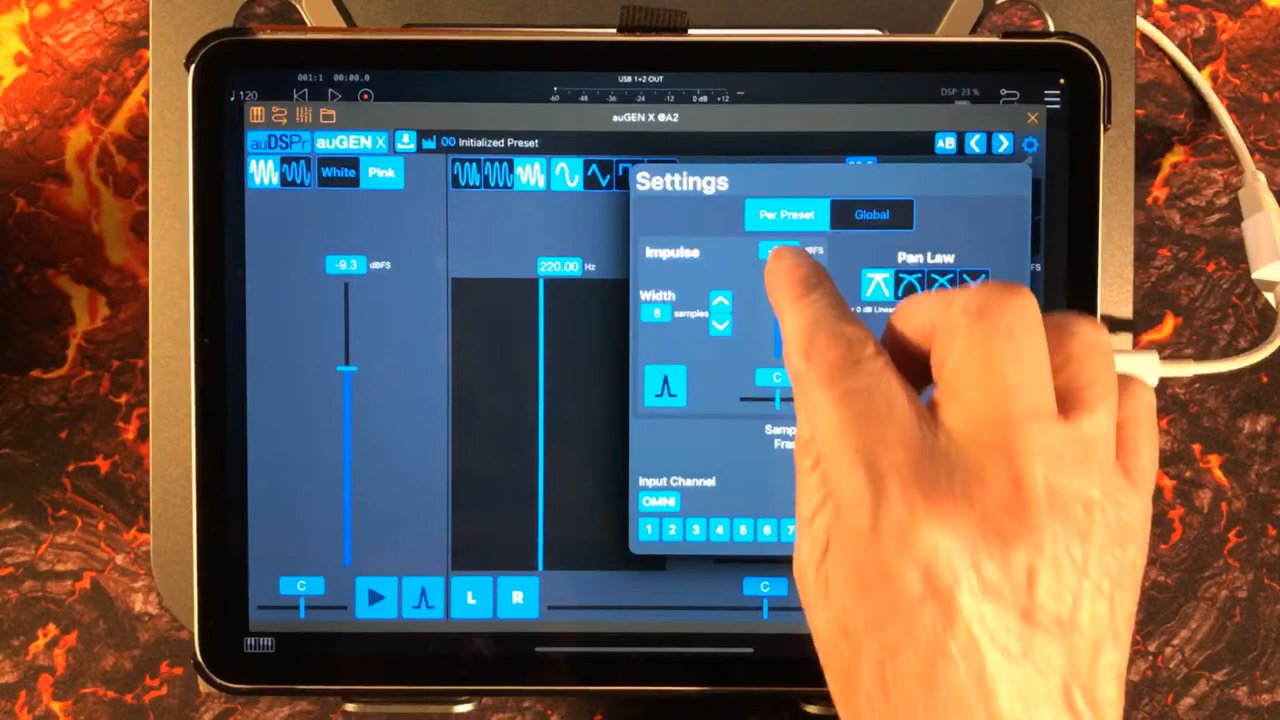 USB 1+2 OUT
001:1 00:00.0
♩120
-60 -48 -36 -24 -12 0 dB +12
DSP: 23 %
auGEN X @A2
auDSPr auGEN X 00 Initialized Preset AB
White Pink
Settings
Per Preset Global
Impulse
dBFS
Pan Law
-9.3 dBFS
220.00 Hz
Width
8 samples
C
Input Channel
OMNI
1 2 3 4 5 6 7
C
L R
C